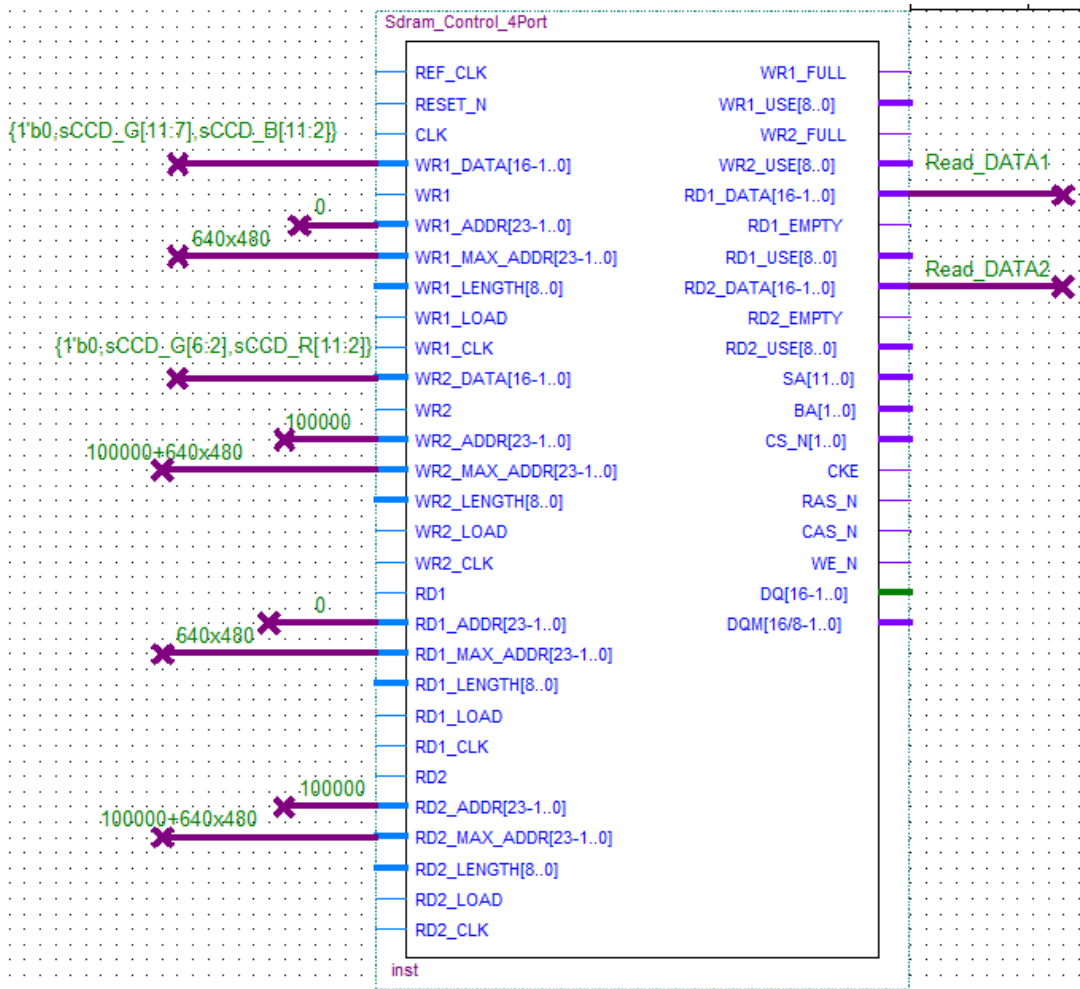 Sdram_Control_4Port
REF_CLK WR1_FULL
RESET_N WR1_USE[8..0]
{1'b0,sCCD_G[11:7],sCCD_B[11:2]} CLK WR2_FULL
WR1_DATA[16-1..0] WR2_USE[8..0] Read_DATA1
WR1 RD1_DATA[16-1..0]
0 WR1_ADDR[23-1..0] RD1_EMPTY
640x480 WR1_MAX_ADDR[23-1..0] RD1_USE[8..0]
WR1_LENGTH[8..0] RD2_DATA[16-1..0] Read_DATA2
WR1_LOAD RD2_EMPTY
{1'b0,sCCD_G[6:2],sCCD_R[11:2]} WR1_CLK RD2_USE[8..0]
WR2_DATA[16-1..0] SA[11..0]
WR2 BA[1..0]
100000 WR2_ADDR[23-1..0] CS_N[1..0]
100000+640x480 WR2_MAX_ADDR[23-1..0] CKE
WR2_LENGTH[8..0] RAS_N
WR2_LOAD CAS_N
WR2_CLK WE_N
RD1 DQ[16-1..0]
0 RD1_ADDR[23-1..0] DQM[16/8-1..0]
640x480 RD1_MAX_ADDR[23-1..0]
RD1_LENGTH[8..0]
RD1_LOAD
RD1_CLK
RD2
100000 RD2_ADDR[23-1..0]
100000+640x480 RD2_MAX_ADDR[23-1..0]
RD2_LENGTH[8..0]
RD2_LOAD
RD2_CLK
inst